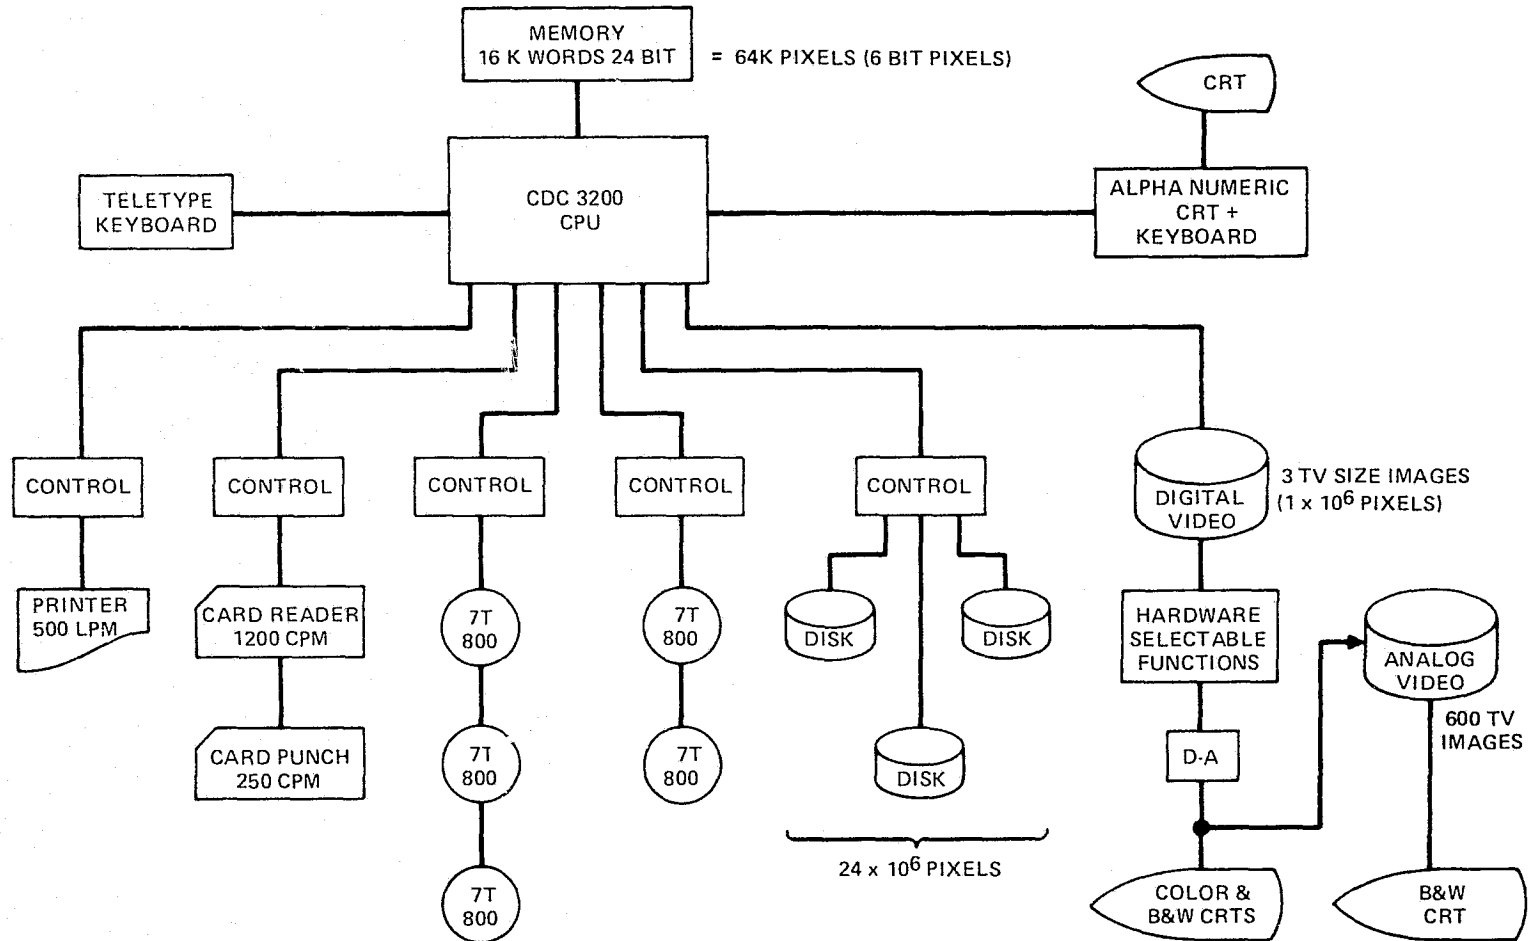 MEMORY
16 K WORDS 24 BIT
= 64K PIXELS (6 BIT PIXELS)
CRT
TELETYPE
KEYBOARD
CDC 3200
CPU
ALPHA NUMERIC
CRT +
KEYBOARD
CONTROL
CONTROL
CONTROL
CONTROL
CONTROL
DIGITAL
VIDEO
3 TV SIZE IMAGES
(1 x 10⁶ PIXELS)
PRINTER
500 LPM
CARD READER
1200 CPM
7T
800
7T
800
DISK
DISK
HARDWARE
SELECTABLE
FUNCTIONS
ANALOG
VIDEO
600 TV
IMAGES
CARD PUNCH
250 CPM
7T
800
7T
800
DISK
D-A
24 x 10⁶ PIXELS
7T
800
COLOR &
B&W CRTS
B&W
CRT